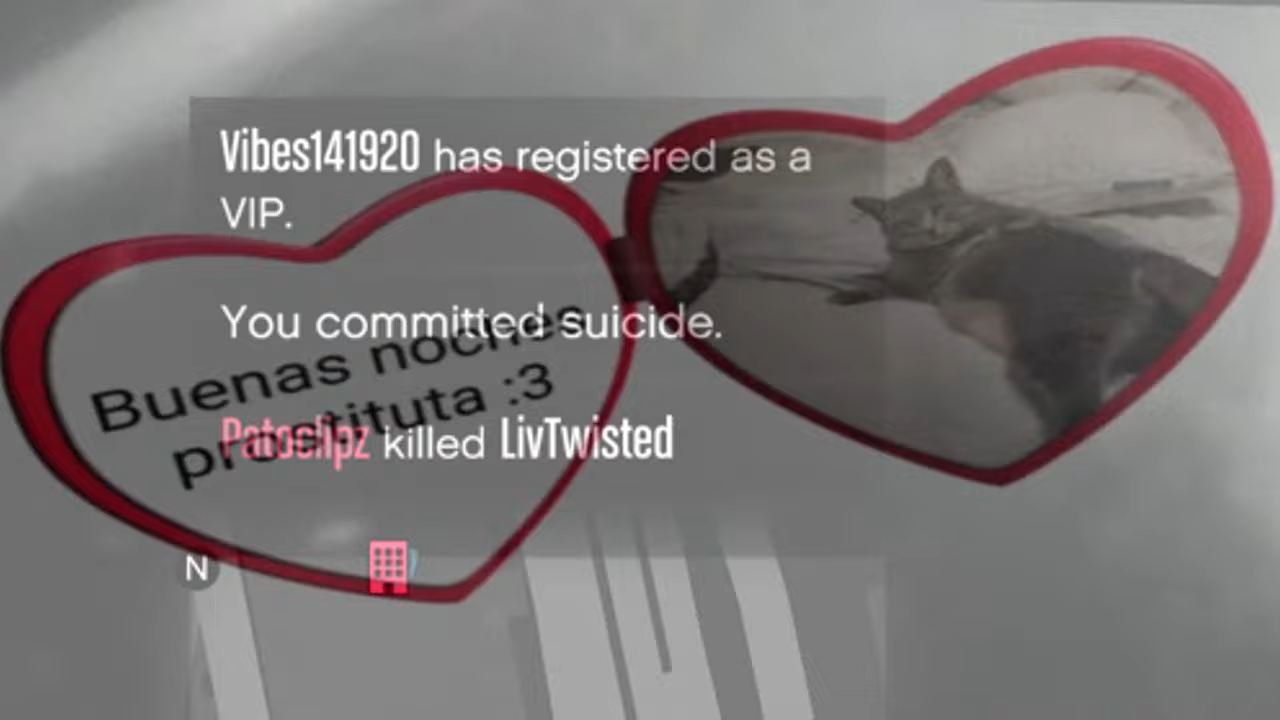 Vibes141920 has registered as a
VIP.
You committed suicide.
Buenas noches
prostituta :3
Patoclipz killed LivTwisted
N